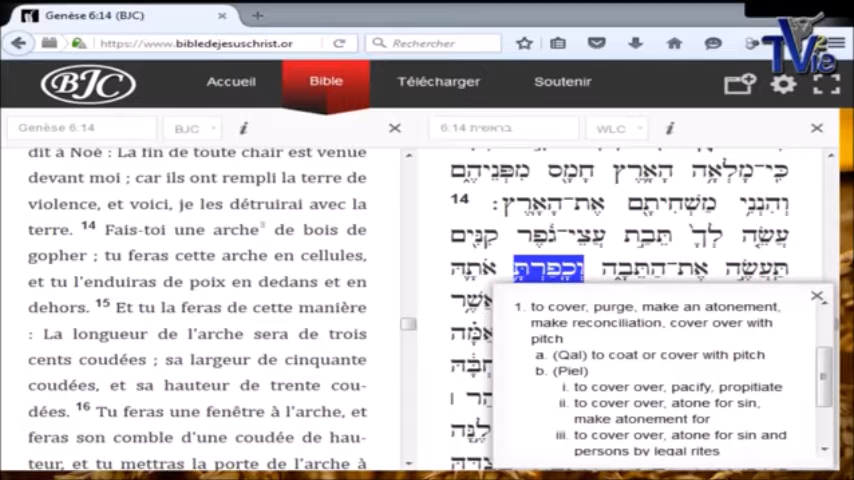 Genèse 6:14 (BJC)
https://www.bibledejesuschrist.or
Rechercher
TV2Vie
BJC
Accueil
Bible
Télécharger
Soutenir
Genèse 6:14
BJC
i
dit à Noé : La fin de toute chair est venue
devant moi ; car ils ont rempli la terre de
violence, et voici, je les détruirai avec la
terre. 14 Fais-toi une arche de bois de
gopher ; tu feras cette arche en cellules,
et tu l'enduiras de poix en dedans et en
dehors. 15 Et tu la feras de cette manière
: La longueur de l'arche sera de trois
cents coudées ; sa largeur de cinquante
coudées, et sa hauteur de trente cou-
dées. 16 Tu feras une fenêtre à l'arche, et
feras son comble d'une coudée de hau-
teur, et tu mettras la porte de l'arche à
בראשית 6:14
WLC
i
כִּֽי־מָלְאָ֥ה הָאָ֛רֶץ חָמָ֖ס מִפְּנֵיהֶ֑ם
וְהִנְנִ֥י מַשְׁחִיתָ֖ם אֶת־הָאָֽרֶץ׃ 14
עֲשֵׂ֤ה לְךָ֙ תֵּבַ֣ת עֲצֵי־גֹ֔פֶר קִנִּ֖ים
תַּֽעֲשֶׂ֣ה אֶת־הַתֵּבָ֑ה וְכָֽפַרְתָּ֥ אֹתָ֛הּ
1. to cover, purge, make an atonement,
make reconciliation, cover over with
pitch
a. (Qal) to coat or cover with pitch
b. (Piel)
i. to cover over, pacify, propitiate
ii. to cover over, atone for sin,
make atonement for
iii. to cover over, atone for sin and
persons by legal rites